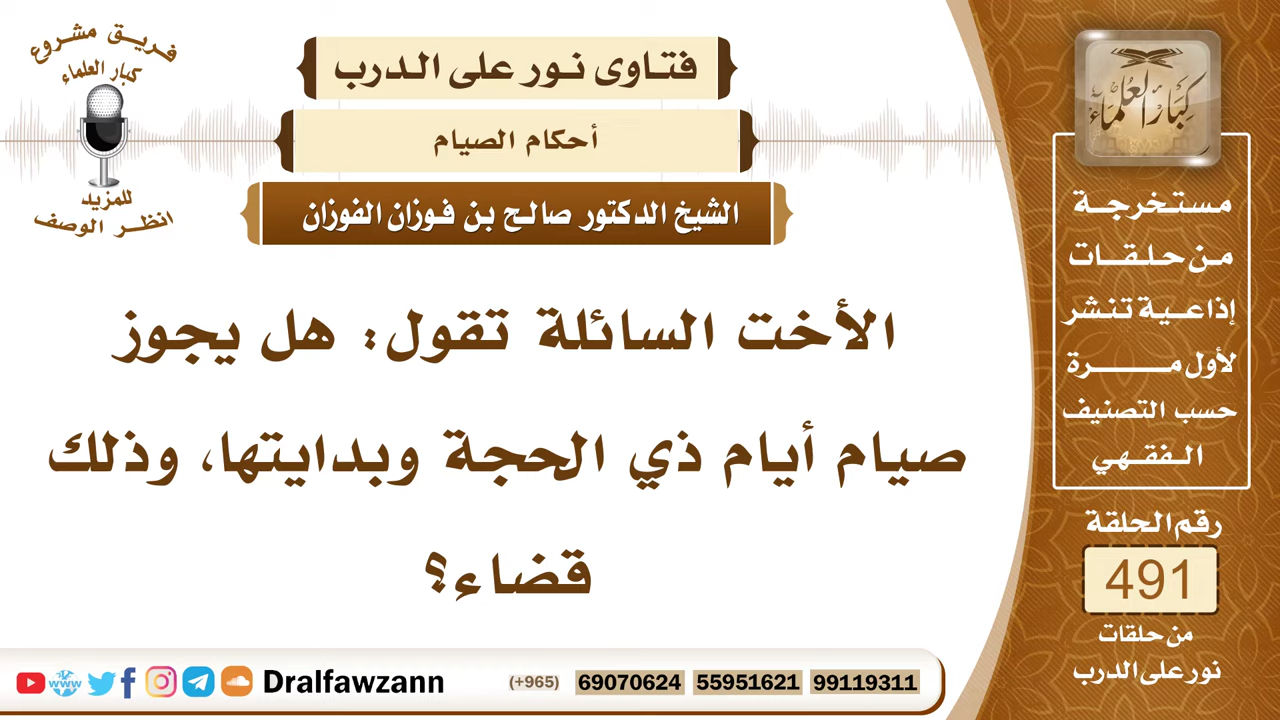 فريق مشروع
كبار العلماء
للمزيد
انظر الوصف
فتاوى نور على الدرب
أحكام الصيام
الشيخ الدكتور صالح بن فوزان الفوزان
الأخت السائلة تقول: هل يجوز
صيام أيام ذي الحجة وبدايتها، وذلك
قضاء؟
كبار العلماء
مستخرجة
من حلقات
إذاعية تنشر
لأول مرة
حسب التصنيف
الفقهي
رقم الحلقة
491
من حلقات
نور على الدرب
www
Dralfawzann (+965) 69070624 55951621 99119311